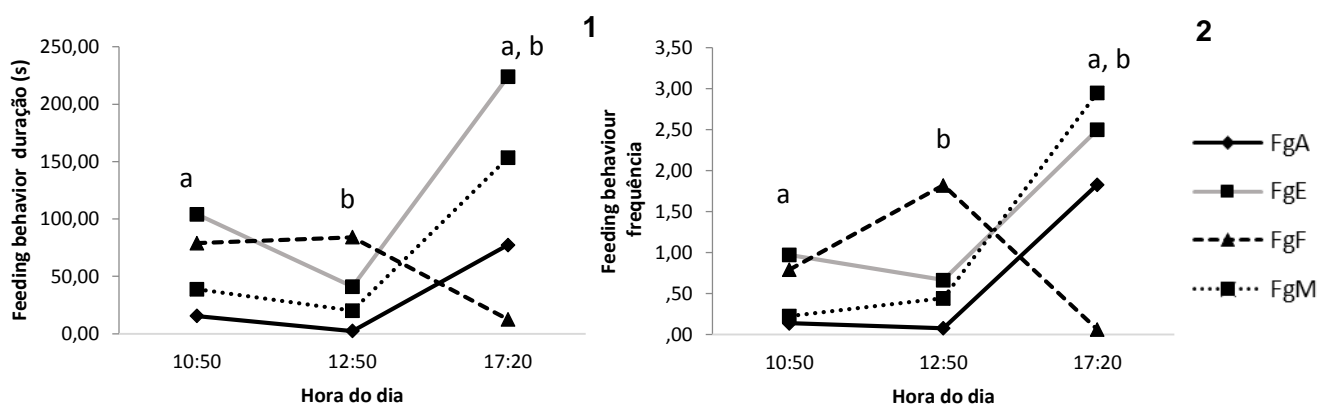 1
Feeding behavior duração (s)
250,00
200,00
150,00
100,00
50,00
0,00
a
b
a, b
10:50
12:50
17:20
Hora do dia
2
Feeding behaviour
frequência
3,50
3,00
2,50
2,00
1,50
1,00
,50
,00
a
b
a, b
10:50
12:50
17:20
Hora do dia
FgA
FgE
FgF
FgM